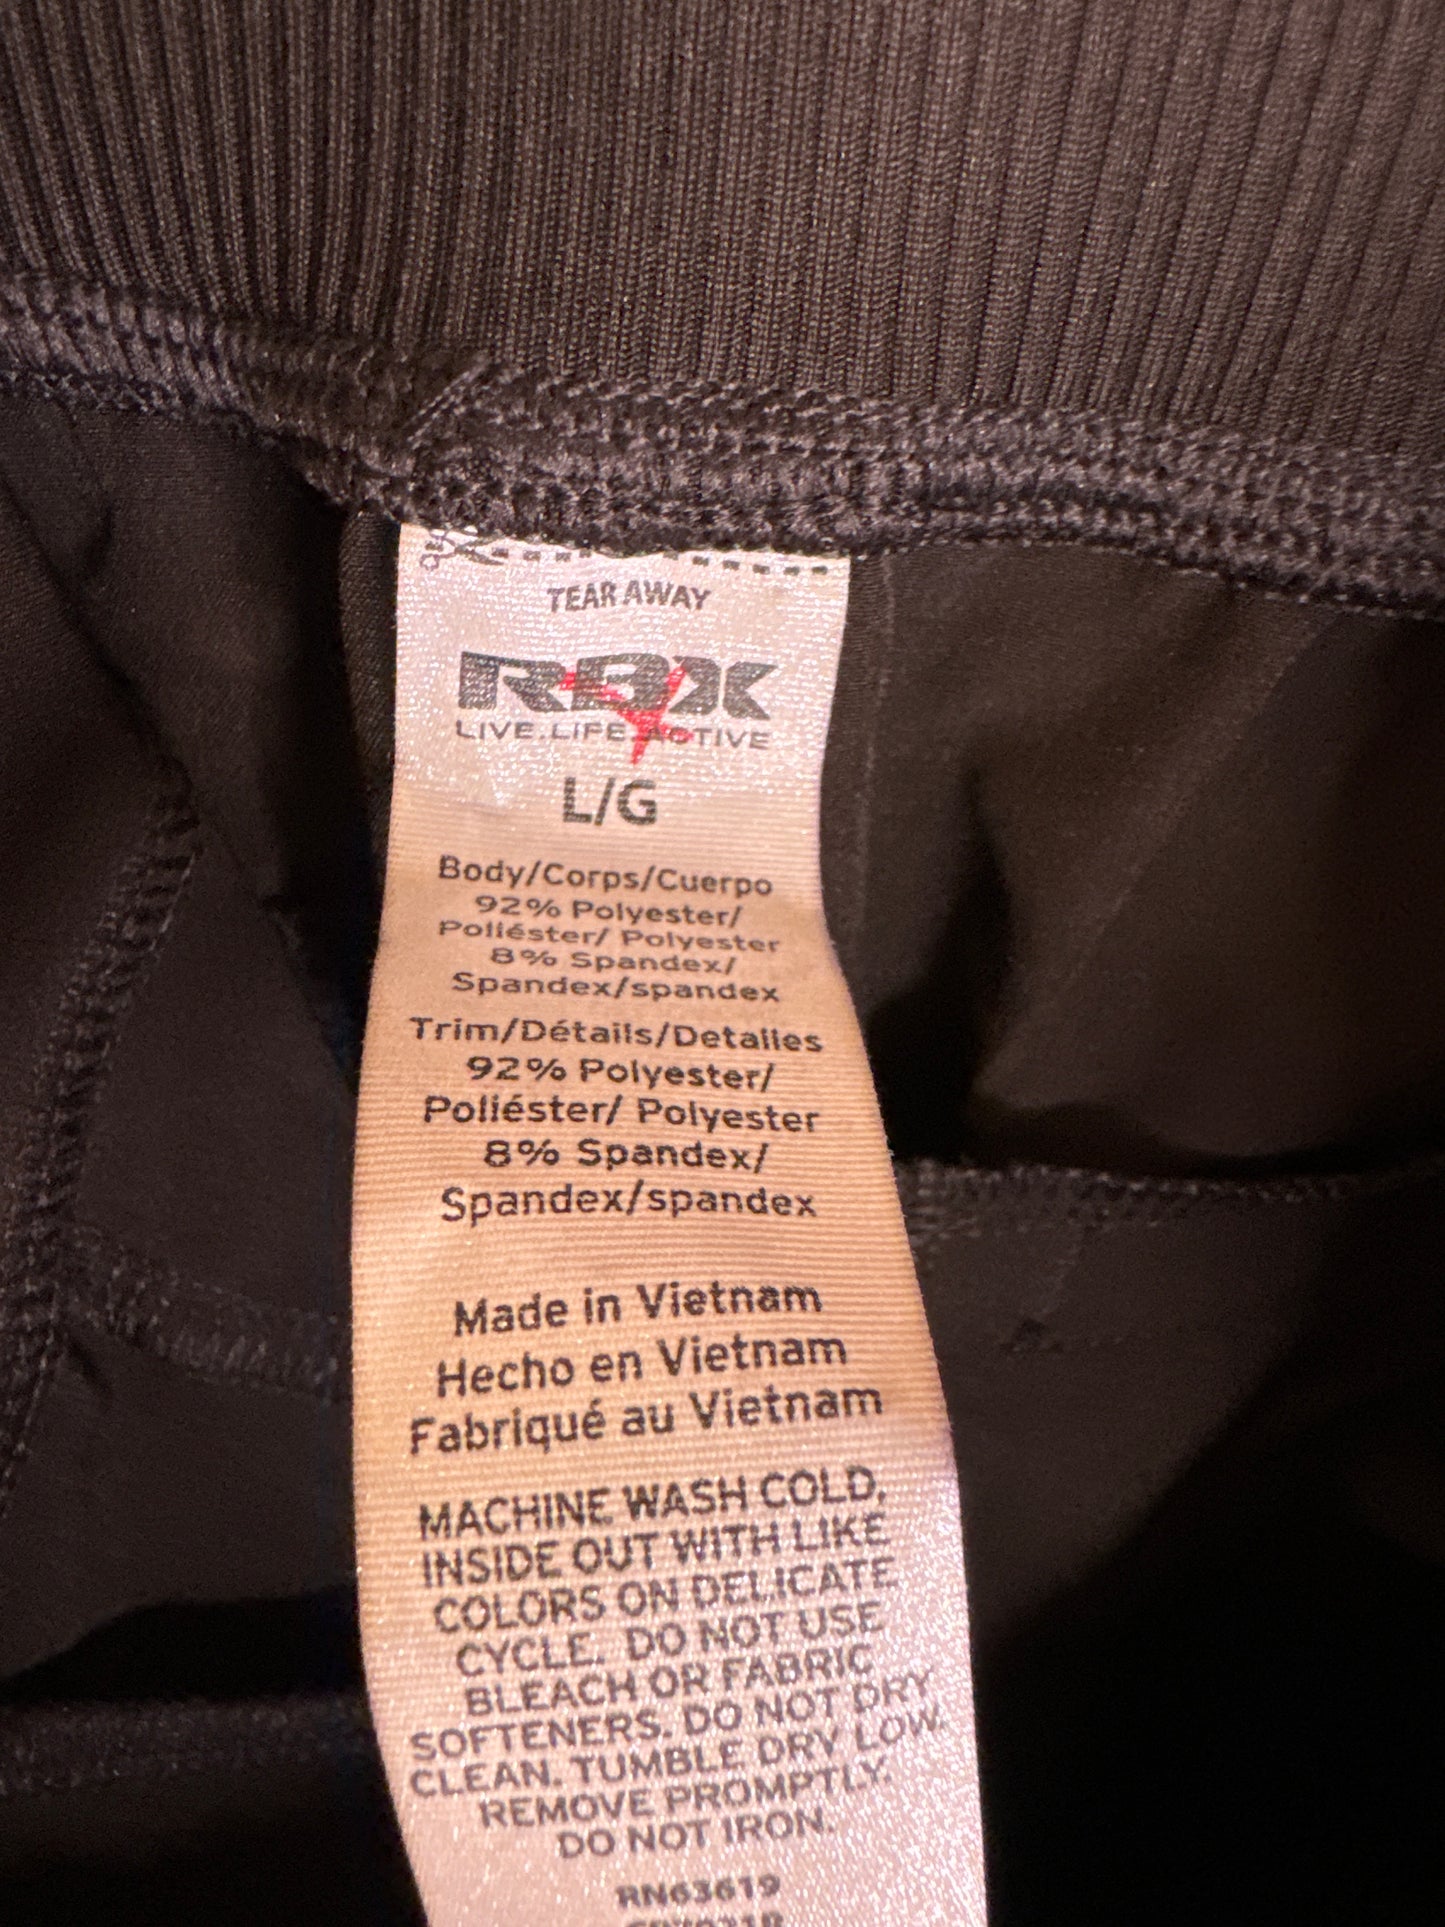 TEAR AWAY
RBX
LIVE.LIFE.ACTIVE
L/G
Body/Corps/Cuerpo
92% Polyester/
Poliéster/ Polyester
8% Spandex/
Spandex/spandex
Trim/Détails/Detalles
92% Polyester/
Poliéster/ Polyester
8% Spandex/
Spandex/spandex
Made in Vietnam
Hecho en Vietnam
Fabriqué au Vietnam
MACHINE WASH COLD,
INSIDE OUT WITH LIKE
COLORS ON DELICATE
CYCLE. DO NOT USE
BLEACH OR FABRIC
SOFTENERS. DO NOT DRY
CLEAN. TUMBLE DRY LOW.
REMOVE PROMPTLY.
DO NOT IRON.
RN63619